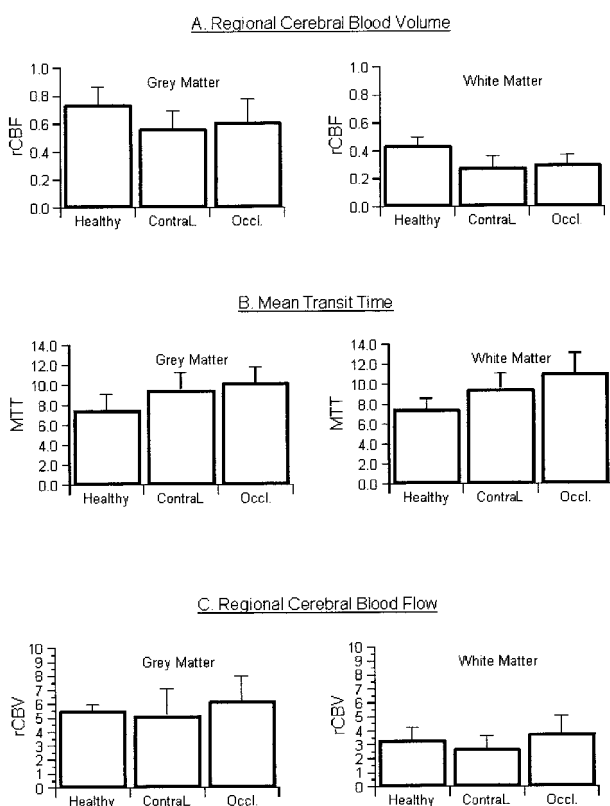 A. Regional Cerebral Blood Volume
Grey Matter
White Matter
rCBF
1.0
0.8
0.6
0.4
0.2
0.0
Healthy ContraL. Occl.
rCBF
1.0
0.8
0.6
0.4
0.2
0.0
Healthy ContraL. Occl.
B. Mean Transit Time
Grey Matter
White Matter
MTT
14.0
12.0
10.0
8.0
6.0
4.0
2.0
0.0
Healthy ContraL. Occl.
MTT
14.0
12.0
10.0
8.0
6.0
4.0
2.0
0.0
Healthy ContraL. Occl.
C. Regional Cerebral Blood Flow
Grey Matter
White Matter
rCBV
10
9
8
7
6
5
4
3
2
1
0
Healthy ContraL. Occl.
rCBV
10
9
8
7
6
5
4
3
2
1
0
Healthy ContraL. Occl.